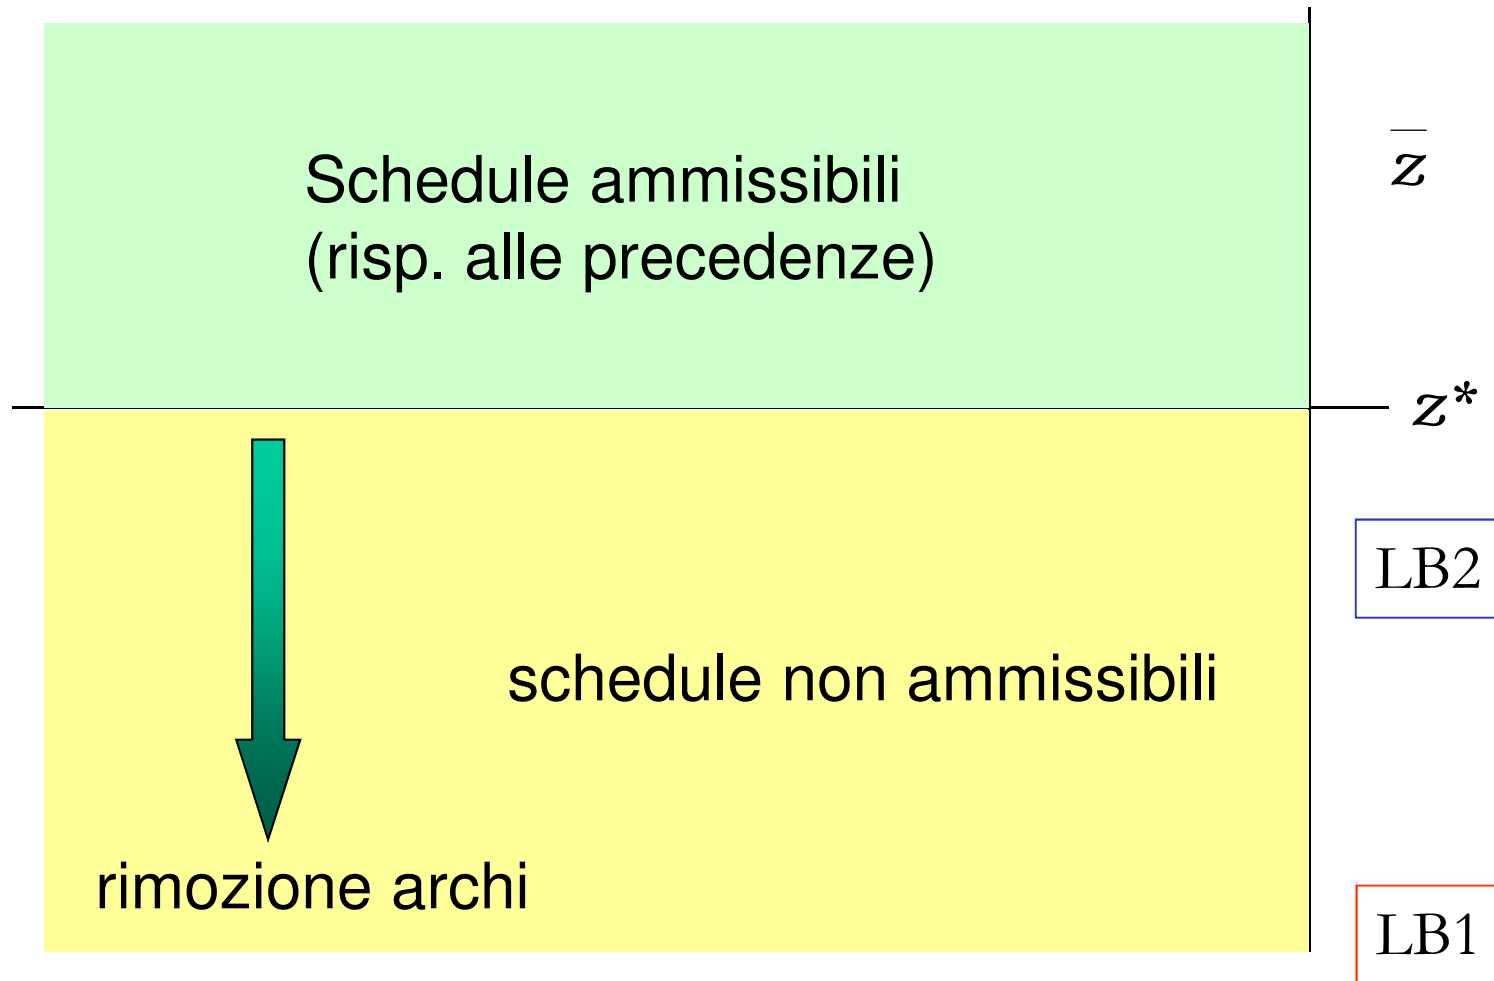 Schedule ammissibili
(risp. alle precedenze)
z̅
z*
LB2
schedule non ammissibili
rimozione archi
LB1